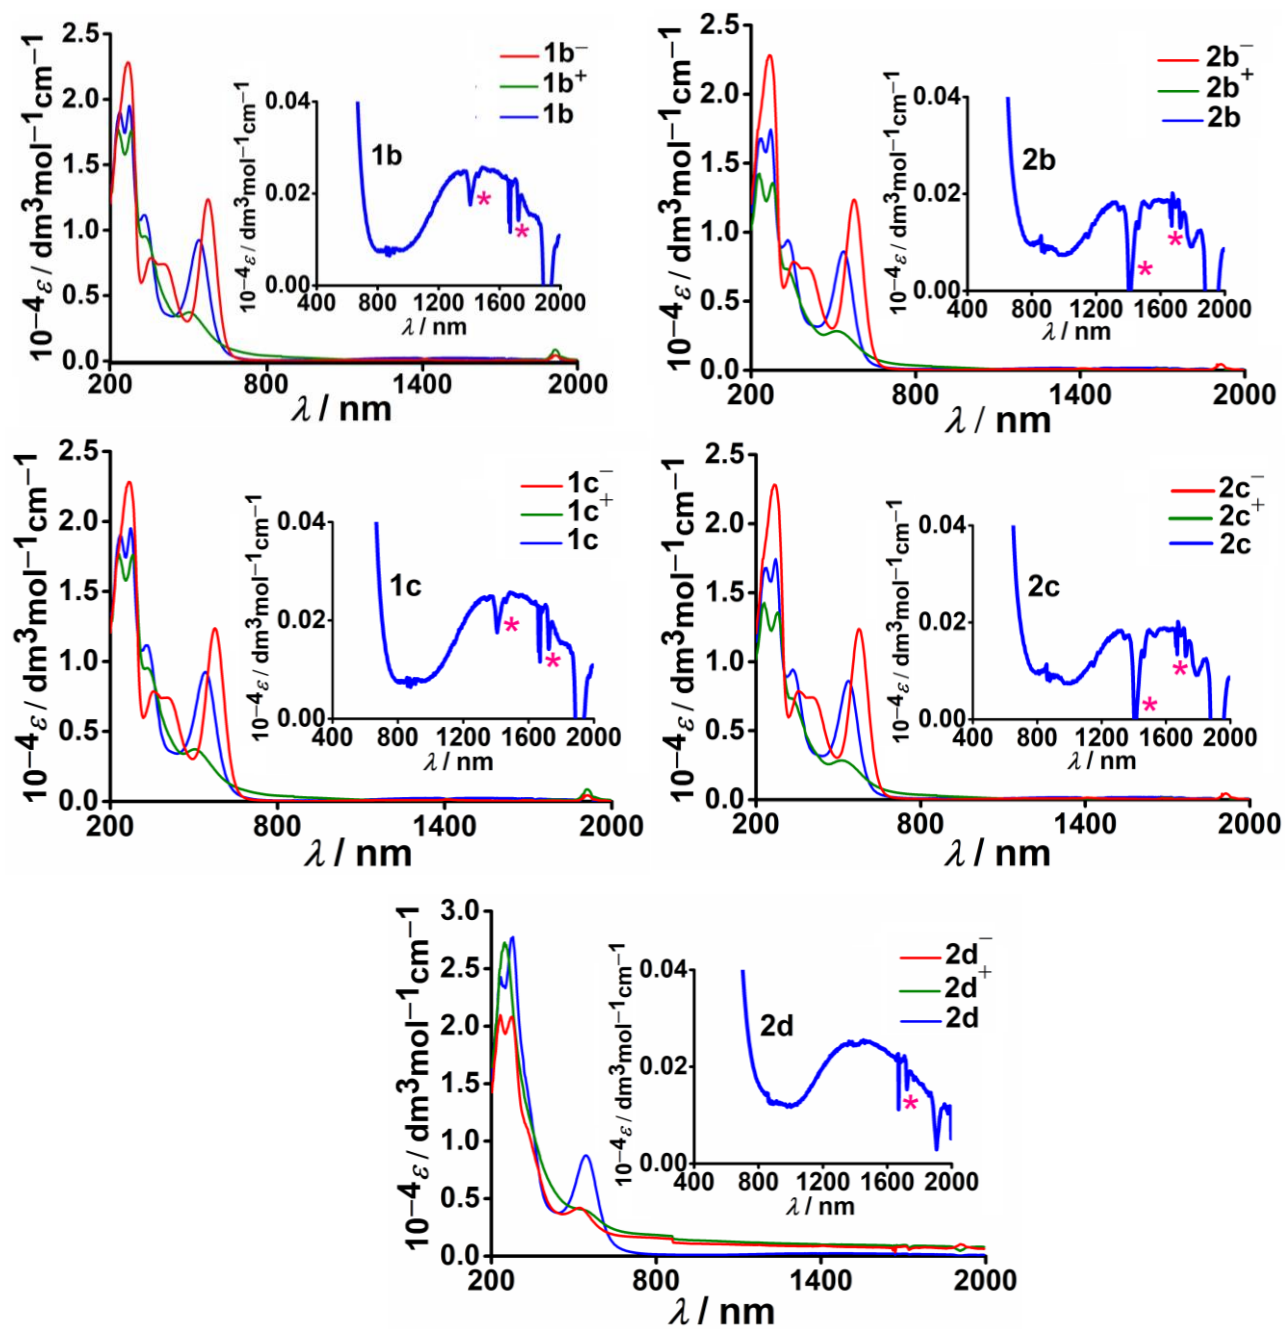 2.5
2.0
1.5
1.0
0.5
0.0
200
800
1400
2000
λ / nm
10⁻⁴ε / dm³mol⁻¹cm⁻¹
1b⁻
1b⁺
1b
0.04
0.02
0.00
400
800
1200
1600
2000
λ / nm
10⁻⁴ε / dm³mol⁻¹cm⁻¹
1b
*
*
2.5
2.0
1.5
1.0
0.5
0.0
200
800
1400
2000
λ / nm
10⁻⁴ε / dm³mol⁻¹cm⁻¹
2b⁻
2b⁺
2b
0.04
0.02
0.00
400
800
1200
1600
2000
λ / nm
10⁻⁴ε / dm³mol⁻¹cm⁻¹
2b
*
*
2.5
2.0
1.5
1.0
0.5
0.0
200
800
1400
2000
λ / nm
10⁻⁴ε / dm³mol⁻¹cm⁻¹
1c⁻
1c⁺
1c
0.04
0.02
0.00
400
800
1200
1600
2000
λ / nm
10⁻⁴ε / dm³mol⁻¹cm⁻¹
1c
*
*
2.5
2.0
1.5
1.0
0.5
0.0
200
800
1400
2000
λ / nm
10⁻⁴ε / dm³mol⁻¹cm⁻¹
2c⁻
2c⁺
2c
0.04
0.02
0.00
400
800
1200
1600
2000
λ / nm
10⁻⁴ε / dm³mol⁻¹cm⁻¹
2c
*
*
3.0
2.5
2.0
1.5
1.0
0.5
0.0
200
800
1400
2000
λ / nm
10⁻⁴ε / dm³mol⁻¹cm⁻¹
2d⁻
2d⁺
2d
0.04
0.02
0.00
400
800
1200
1600
2000
λ / nm
10⁻⁴ε / dm³mol⁻¹cm⁻¹
2d
*